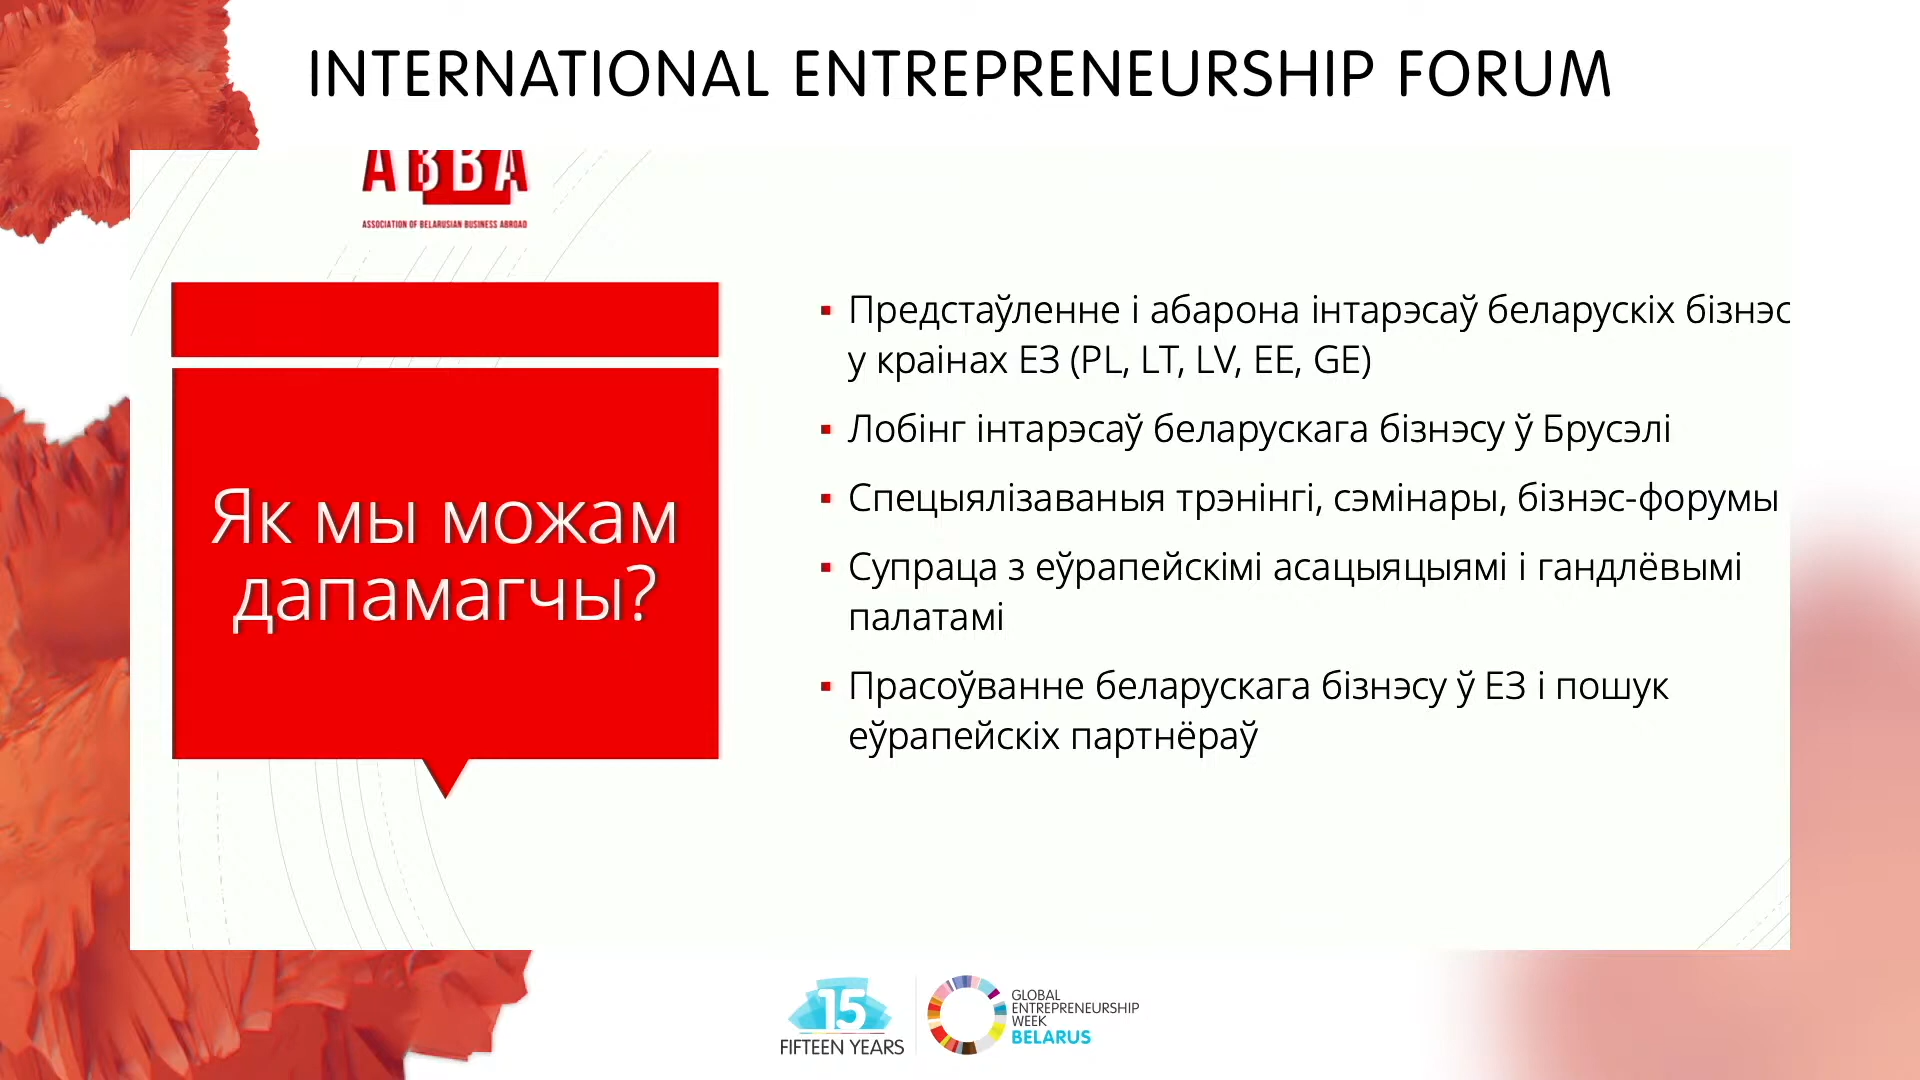 INTERNATIONAL ENTREPRENEURSHIP FORUM
ABBA
ASSOCIATION OF BELARUSIAN BUSINESS ABROAD
Як мы можам
дапамагчы?
Предстаўленне і абарона інтарэсаў беларускіх бізнэс
у краінах ЕЗ (PL, LT, LV, EE, GE)
Лобінг інтарэсаў беларускага бізнэсу ў Брусэлі
Спецыялізаваныя трэнінгі, сэмінары, бізнэс-форумы
Супраца з еўрапейскімі асацыяцыямі і гандлёвымі
палатамі
Прасоўванне беларускага бізнэсу ў ЕЗ і пошук
еўрапейскіх партнёраў
15
FIFTEEN YEARS
GLOBAL
ENTREPRENEURSHIP
WEEK
BELARUS